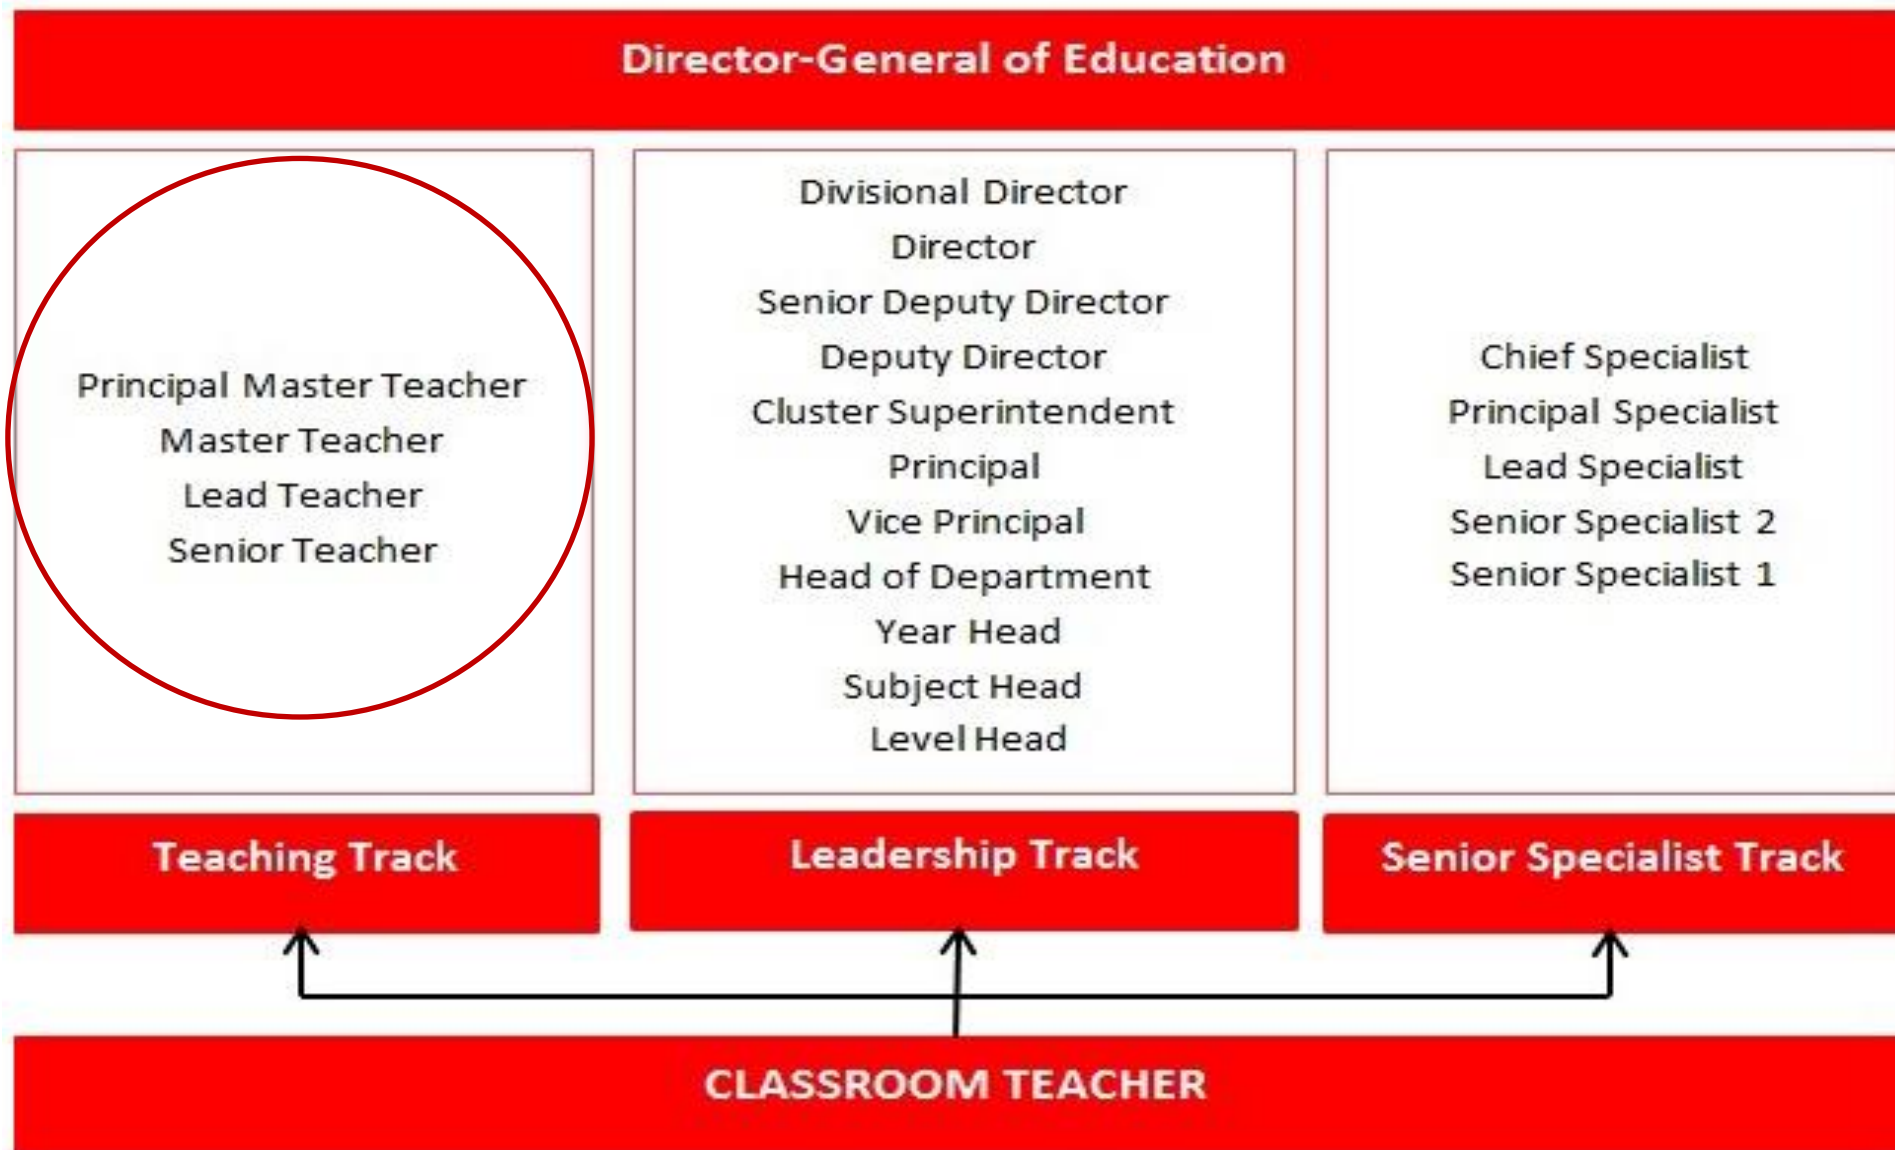 Director-General of Education
Principal Master Teacher
Master Teacher
Lead Teacher
Senior Teacher
Divisional Director
Director
Senior Deputy Director
Deputy Director
Cluster Superintendent
Principal
Vice Principal
Head of Department
Year Head
Subject Head
Level Head
Chief Specialist
Principal Specialist
Lead Specialist
Senior Specialist 2
Senior Specialist 1
Teaching Track
Leadership Track
Senior Specialist Track
CLASSROOM TEACHER